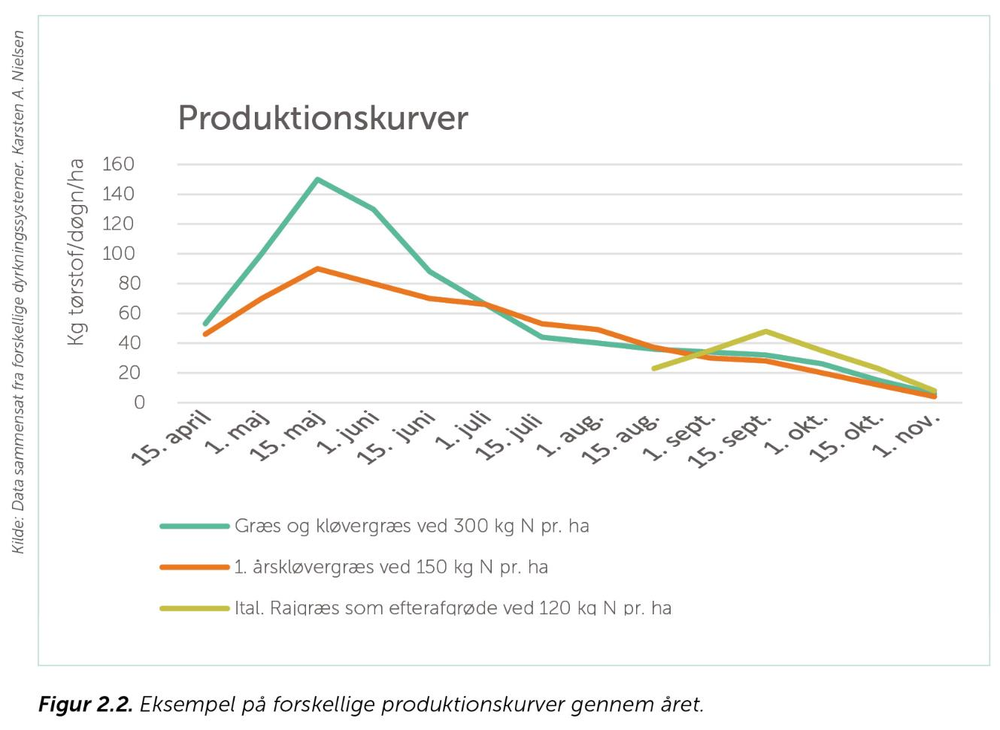 Kilde: Data sammensat fra forskellige dyrkningssystemer. Karsten A. Nielsen
Produktionskurver
Kg tørstof/døgn/ha
160
140
120
100
80
60
40
20
0
15. april
1. maj
15. maj
1. juni
15. juni
1. juli
15. juli
1. aug.
15. aug.
1. sept.
15. sept.
1. okt.
15. okt.
1. nov.
Græs og kløvergræs ved 300 kg N pr. ha
1. årskløvergræs ved 150 kg N pr. ha
Ital. Rajgræs som efterafgrøde ved 120 kg N pr. ha
Figur 2.2. Eksempel på forskellige produktionskurver gennem året.